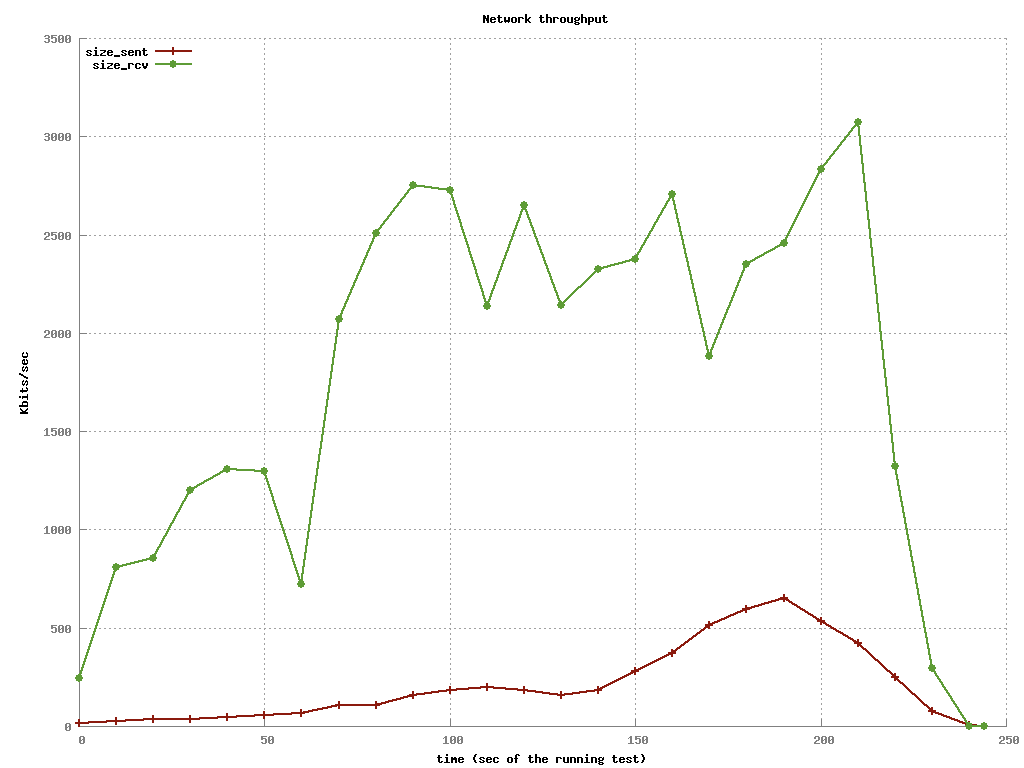 Network throughput
size_sent
size_rcv
3500
3000
2500
2000
1500
1000
500
0
Kbits/sec
0 50 100 150 200 250
time (sec of the running test)